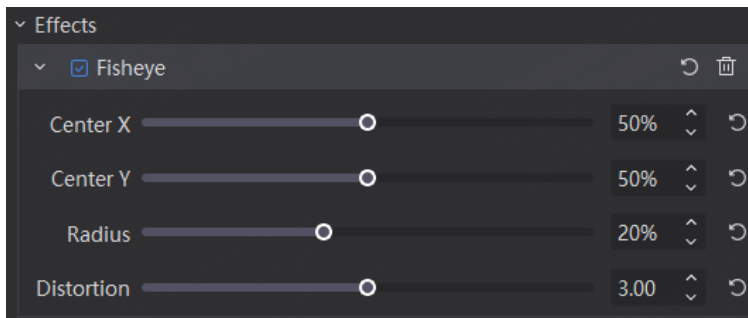 Effects
Fisheye
Center X 50%
Center Y 50%
Radius 20%
Distortion 3.00